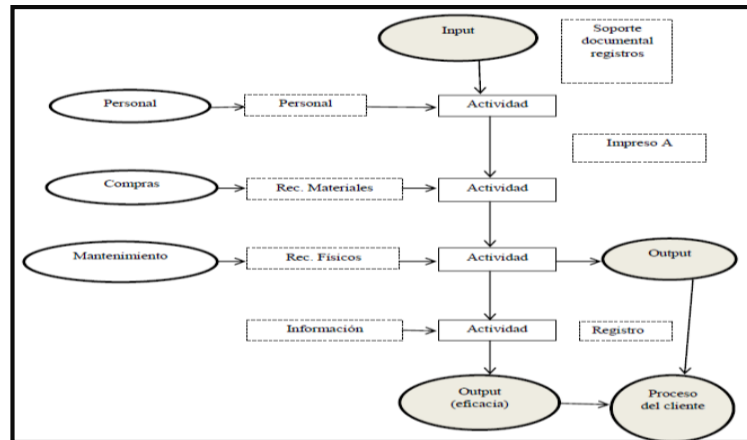 Input
Soporte
documental
registros
Personal
Personal
Actividad
Impreso A
Compras
Rec. Materiales
Actividad
Mantenimiento
Rec. Físicos
Actividad
Output
Información
Actividad
Registro
Output
(eficacia)
Proceso
del cliente